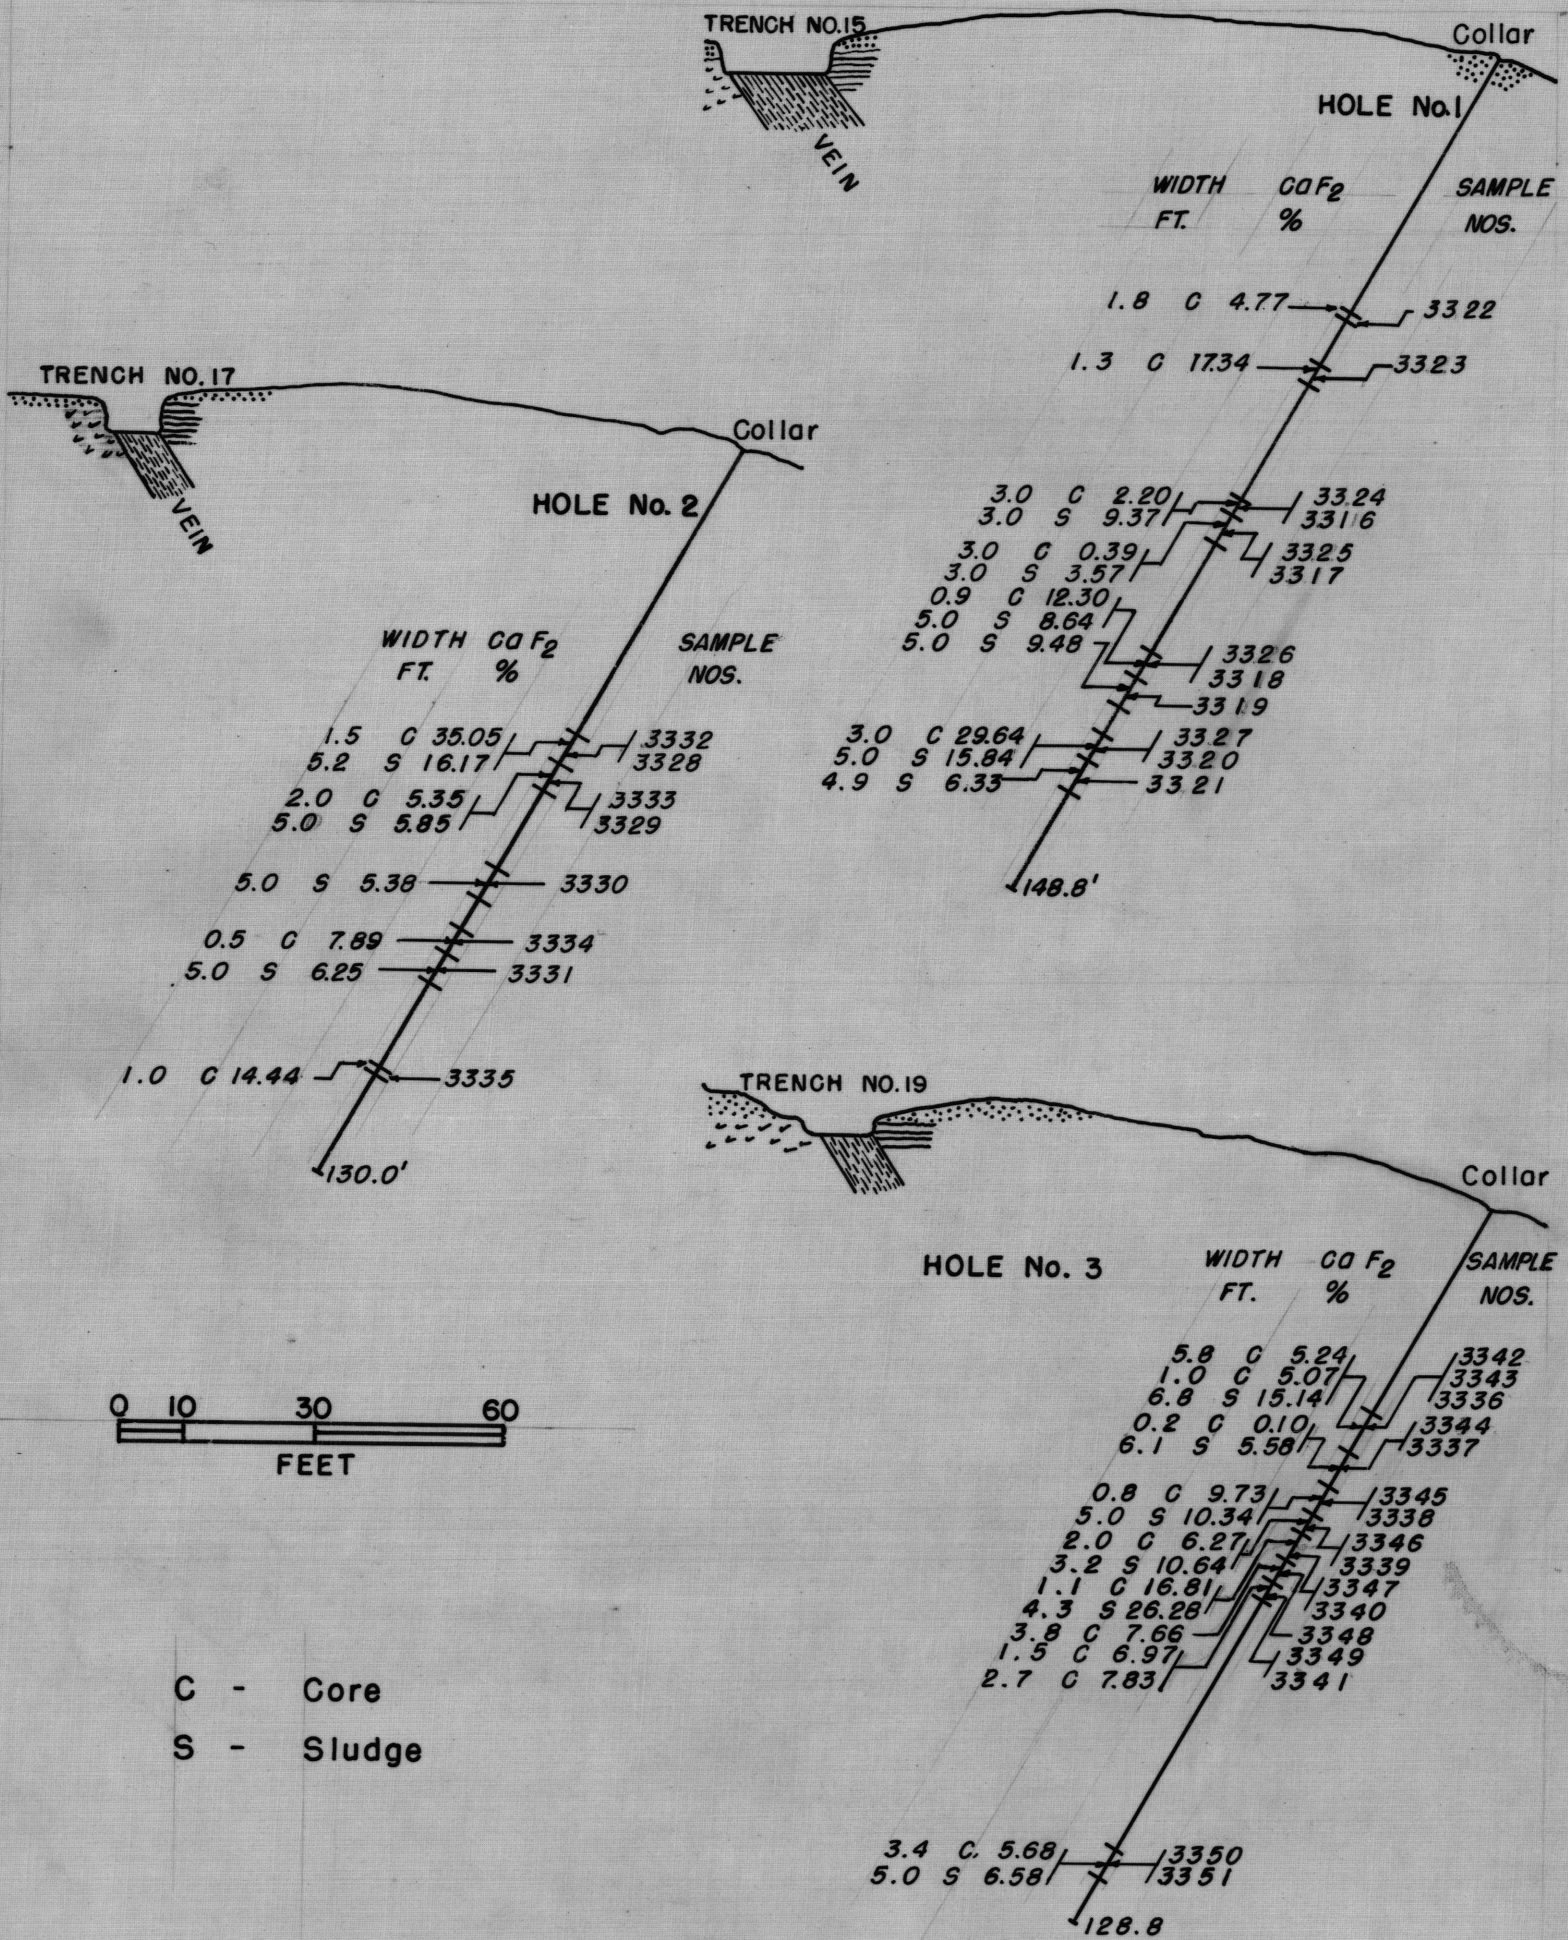 TRENCH NO.15
Collar
HOLE No.1
VEIN
WIDTH CaF2 SAMPLE
FT. % NOS.
1.8 C 4.77 3322
1.3 C 17.34 3323
3.0 C 2.20 3324
3.0 S 9.37 3316
3.0 C 0.39 3325
3.0 S 3.57 3317
0.9 C 12.30 3326
5.0 S 8.64 3318
5.0 S 9.48 3319
3.0 C 29.64 3327
5.0 S 15.84 3320
4.9 S 6.33 3321
148.8'
TRENCH NO.17
Collar
HOLE No. 2
VEIN
WIDTH CaF2 SAMPLE
FT. % NOS.
1.5 C 35.05 3332
5.2 S 16.17 3328
2.0 C 5.35 3333
5.0 S 5.85 3329
5.0 S 5.38 3330
0.5 C 7.89 3334
5.0 S 6.25 3331
1.0 C 14.44 3335
130.0'
TRENCH NO.19
Collar
HOLE No. 3
WIDTH CaF2 SAMPLE
FT. % NOS.
5.8 C 5.24 3342
1.0 C 5.07 3343
6.8 S 15.14 3336
0.2 C 0.10 3344
6.1 S 5.58 3337
0.8 C 9.73 3345
5.0 S 10.34 3338
2.0 C 6.27 3346
3.2 S 10.64 3339
1.1 C 16.81 3347
4.3 S 26.28 3340
3.8 C 7.66 3348
1.5 C 6.97 3349
2.7 C 7.83 3341
3.4 C. 5.68 3350
5.0 S 6.58 3351
128.8
0 10 30 60
FEET
C - Core
S - Sludge